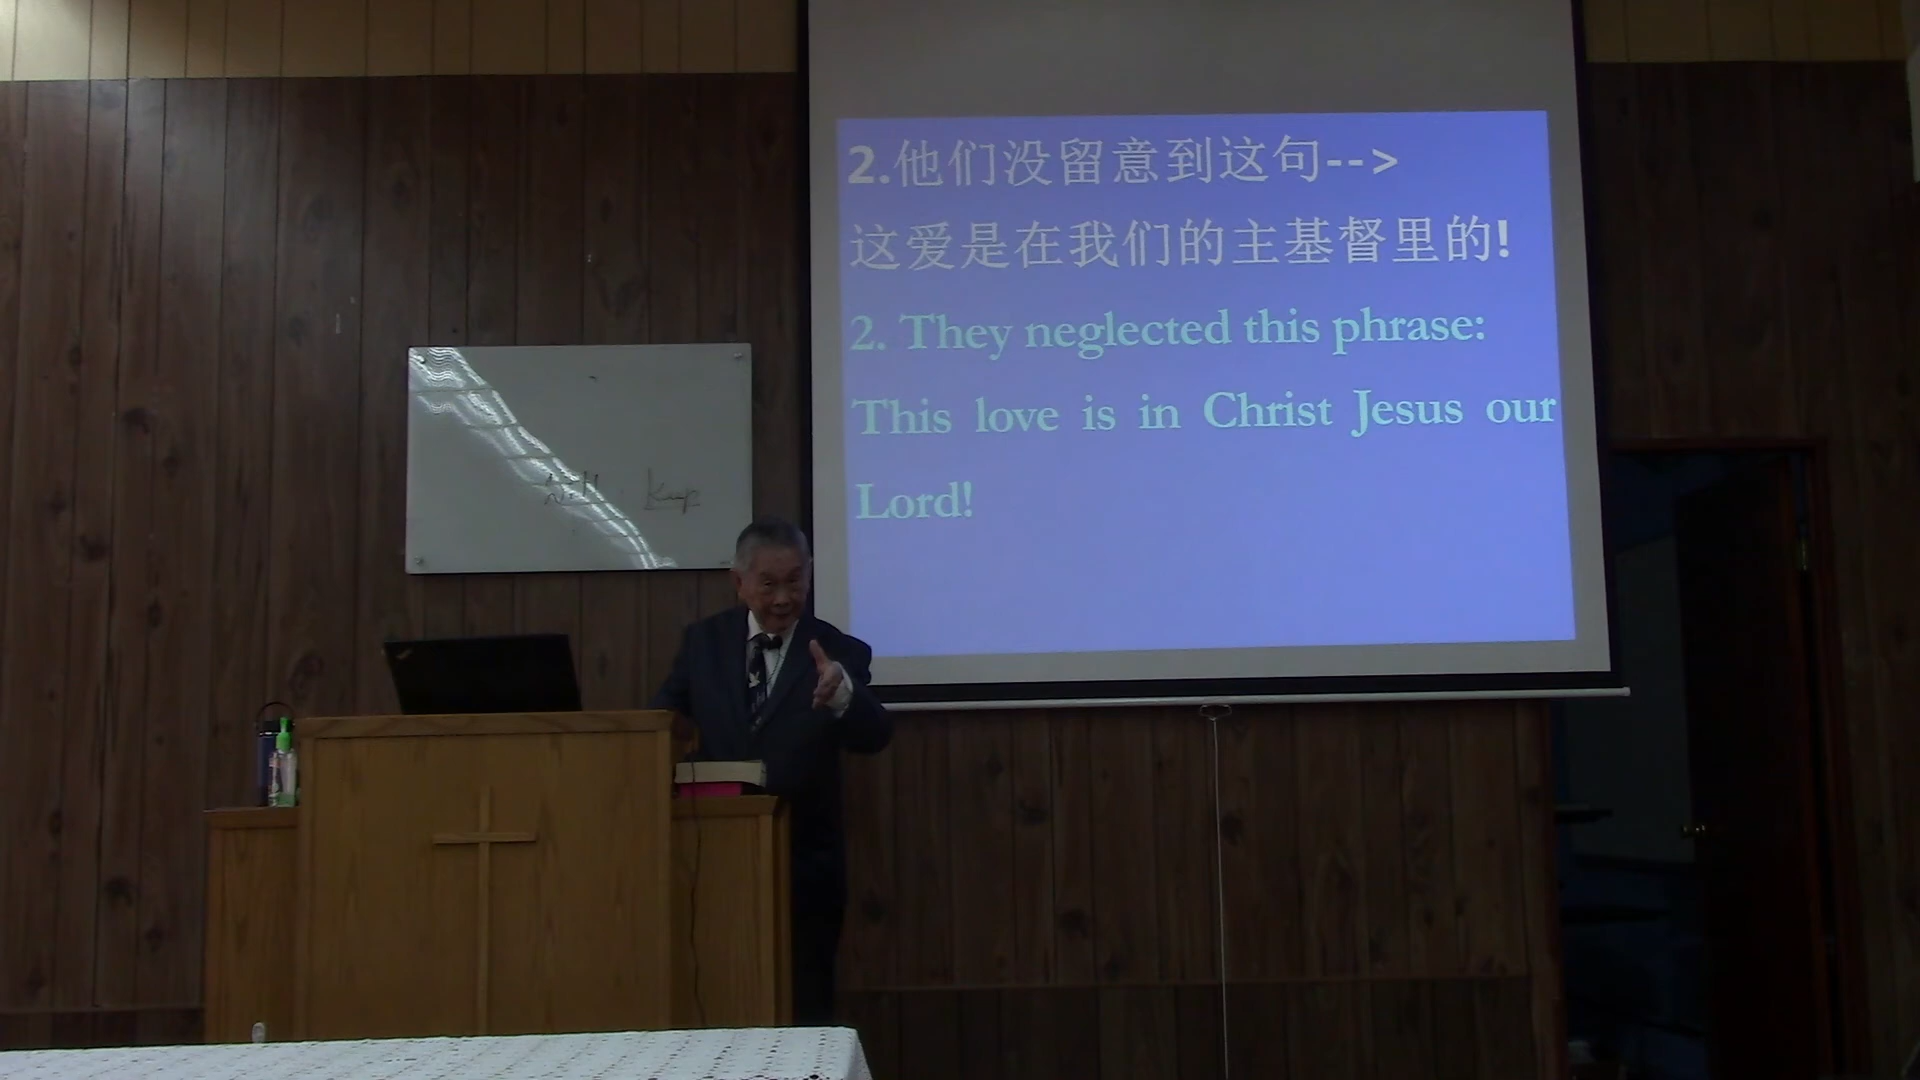 2.他们没留意到这句-->
这爱是在我们的主基督里的!
2. They neglected this phrase:
This love is in Christ Jesus our
Lord!
Keep